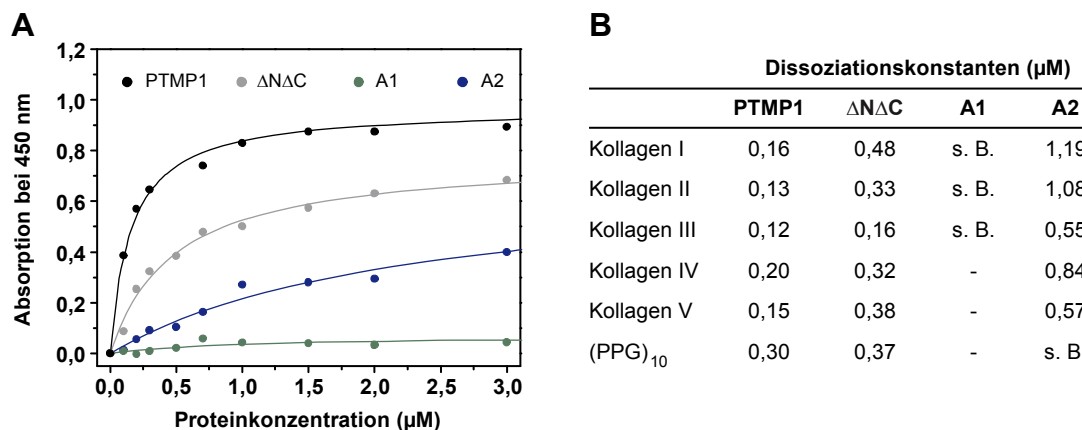 A
Absorption bei 450 nm
1,2
1,0
0,8
0,6
0,4
0,2
0,0
PTMP1 ΔNΔC A1 A2
0,0 0,5 1,0 1,5 2,0 3,0
Proteinkonzentration (µM)
B
Dissoziationskonstanten (µM)
PTMP1 ΔNΔC A1 A2
Kollagen I 0,16 0,48 s. B. 1,19
Kollagen II 0,13 0,33 s. B. 1,08
Kollagen III 0,12 0,16 s. B. 0,55
Kollagen IV 0,20 0,32 - 0,84
Kollagen V 0,15 0,38 - 0,57
(PPG)10 0,30 0,37 - s. B